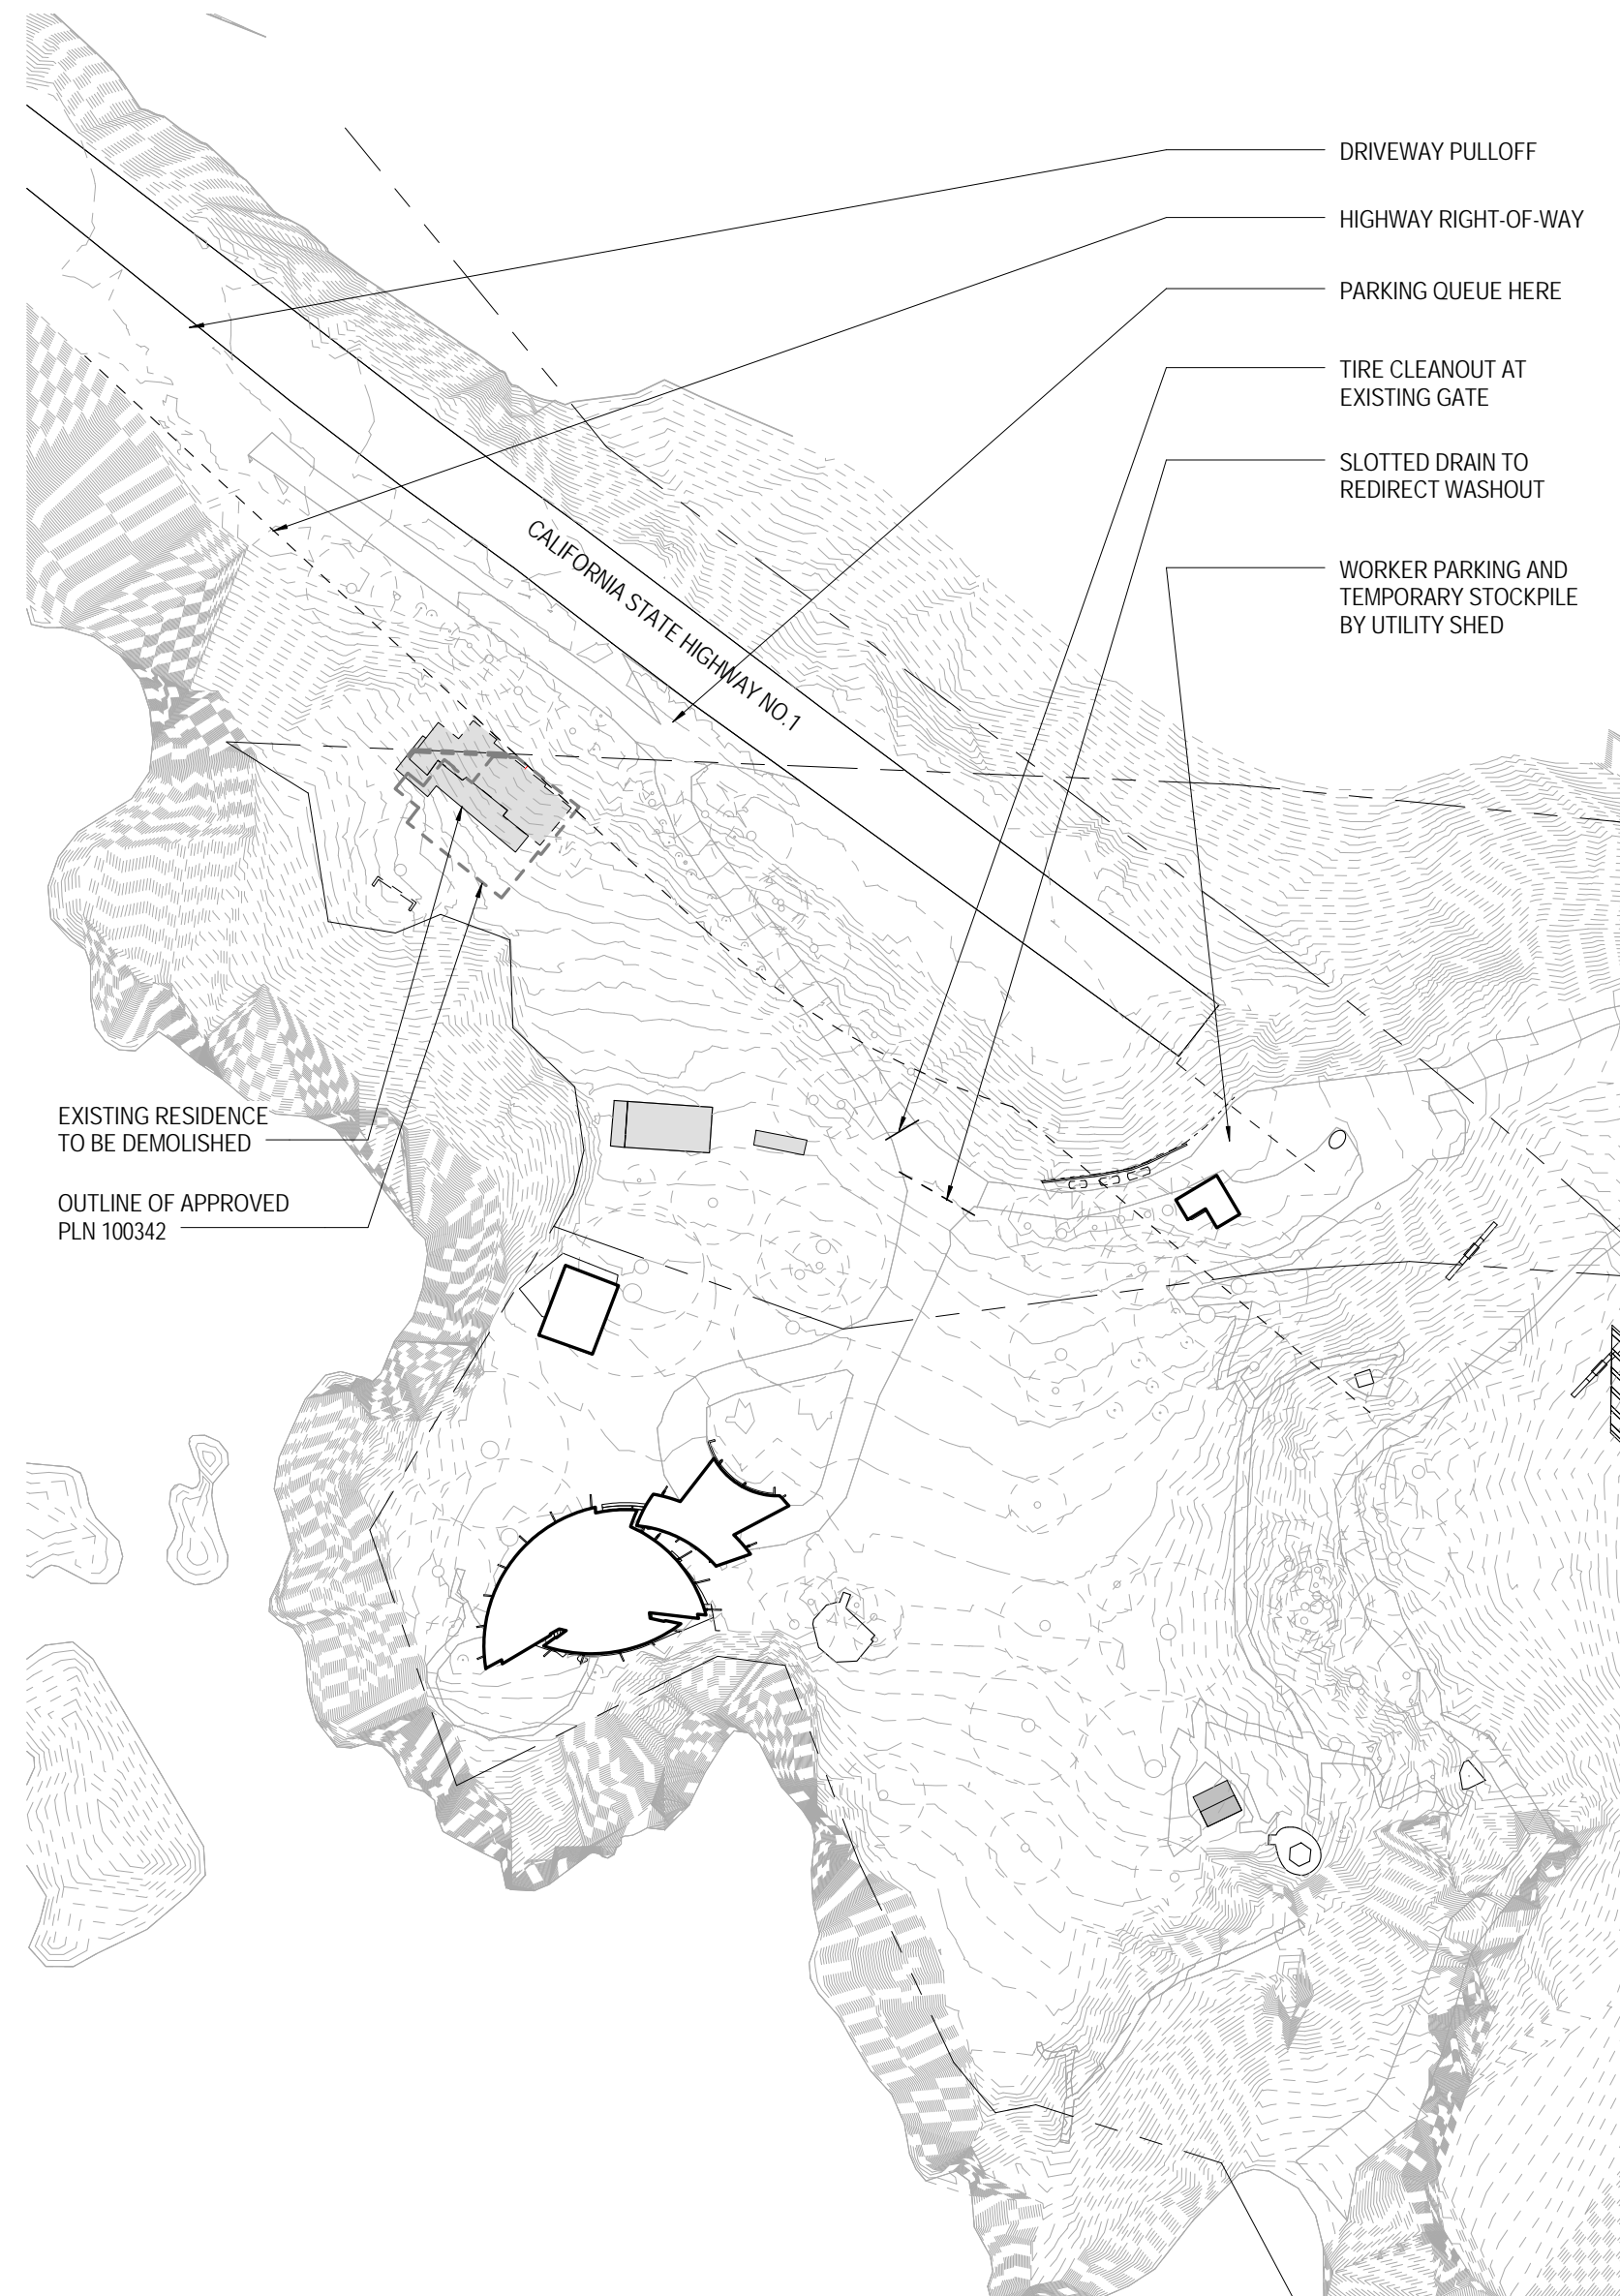 DRIVEWAY PULLOFF
HIGHWAY RIGHT-OF-WAY
PARKING QUEUE HERE
TIRE CLEANOUT AT
EXISTING GATE
SLOTTED DRAIN TO
REDIRECT WASHOUT
WORKER PARKING AND
TEMPORARY STOCKPILE
BY UTILITY SHED
CALIFORNIA STATE HIGHWAY NO.1
EXISTING RESIDENCE
TO BE DEMOLISHED
OUTLINE OF APPROVED
PLN 100342